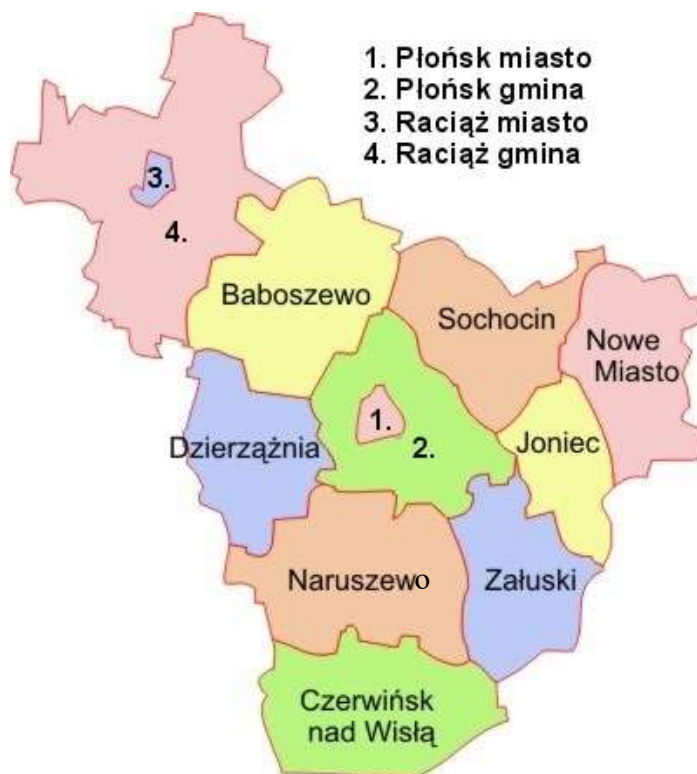 1. Płońsk miasto
2. Płońsk gmina
3. Raciąż miasto
4. Raciąż gmina
3.
4.
Baboszewo
Sochocin
Nowe
Miasto
1.
2.
Dzierzążnia
Joniec
Naruszewo
Załuski
Czerwińsk
nad Wisłą